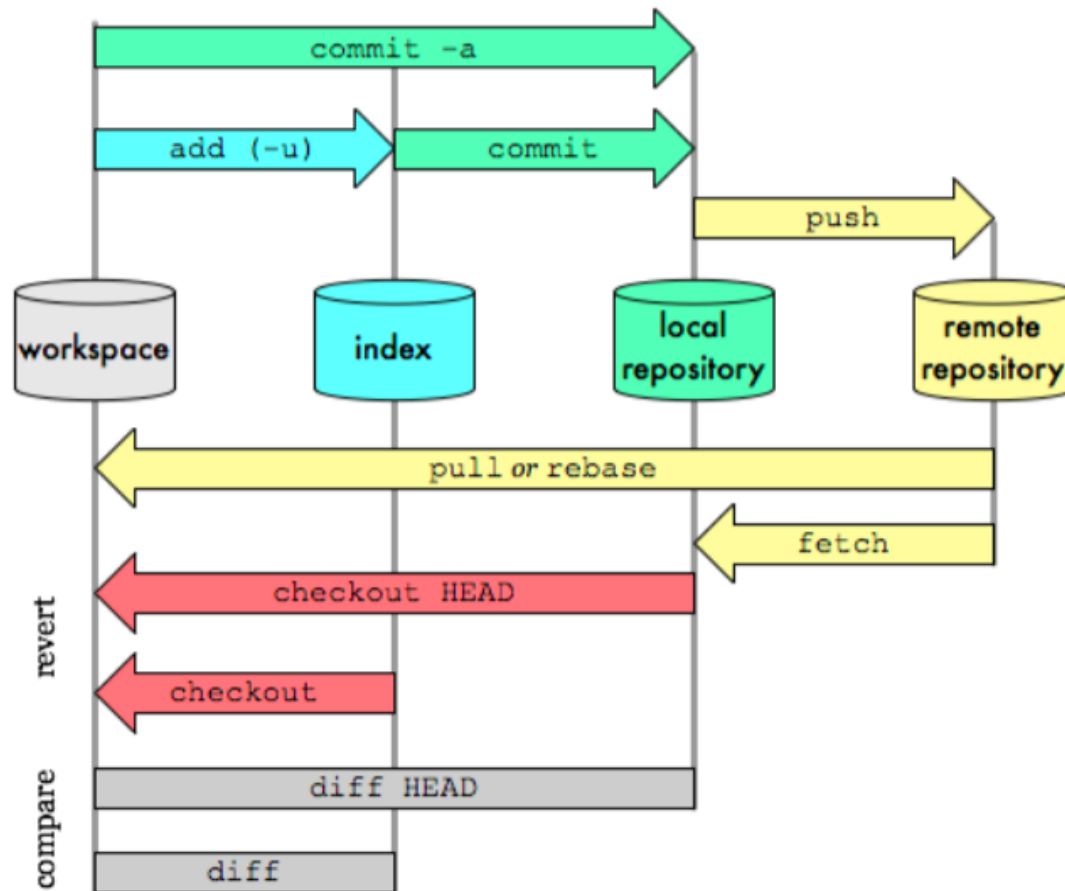 commit -a
add (-u)
commit
push
workspace
index
local
repository
remote
repository
pull or rebase
fetch
revert
checkout HEAD
checkout
compare
diff HEAD
diff